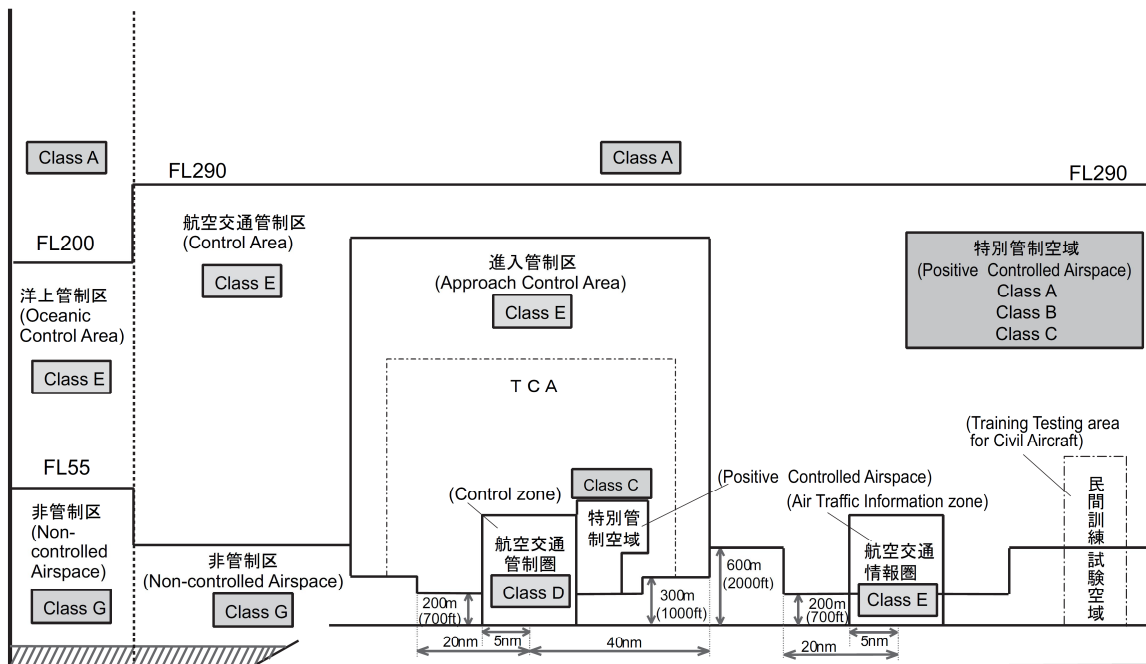 Class A
Class A
FL290
FL290
FL200
航空交通管制区
(Control Area)
Class E
進入管制区
(Approach Control Area)
Class E
特別管制空域
(Positive Controlled Airspace)
Class A
Class B
Class C
洋上管制区
(Oceanic
Control Area)
Class E
TCA
FL55
(Training Testing area
for Civil Aircraft)
民間訓練試験空域
(Control zone)
Class C
(Positive Controlled Airspace)
(Air Traffic Information zone)
特別管
制空域
航空交通
管制圏
Class D
航空交通
情報圏
Class E
非管制区
(Non-
controlled
Airspace)
Class G
非管制区
(Non-controlled Airspace)
Class G
200m
(700ft)
300m
(1000ft)
600m
(2000ft)
200m
(700ft)
20nm
5nm
40nm
20nm
5nm